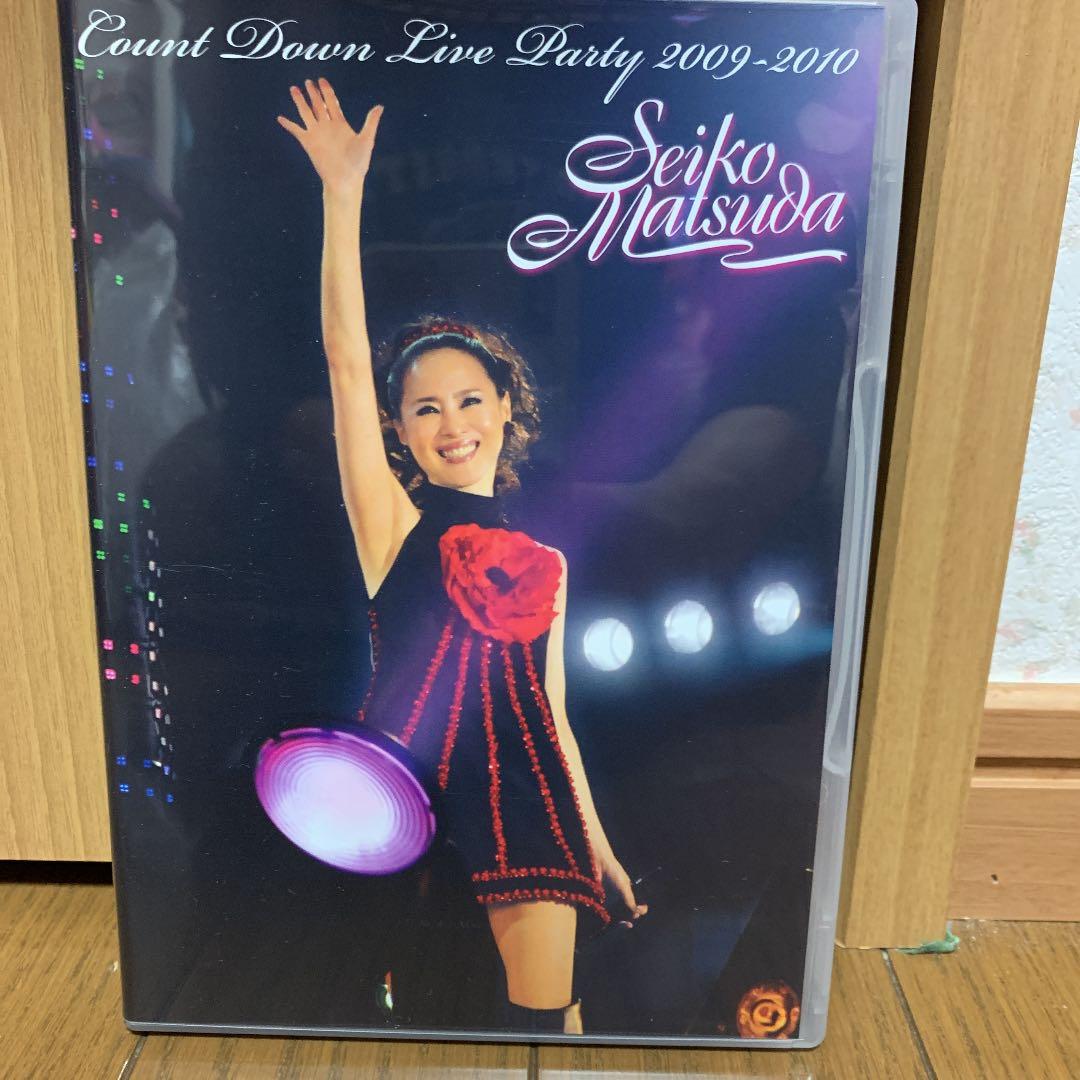 Count Down Live Party 2009-2010
Seiko
Matsuda